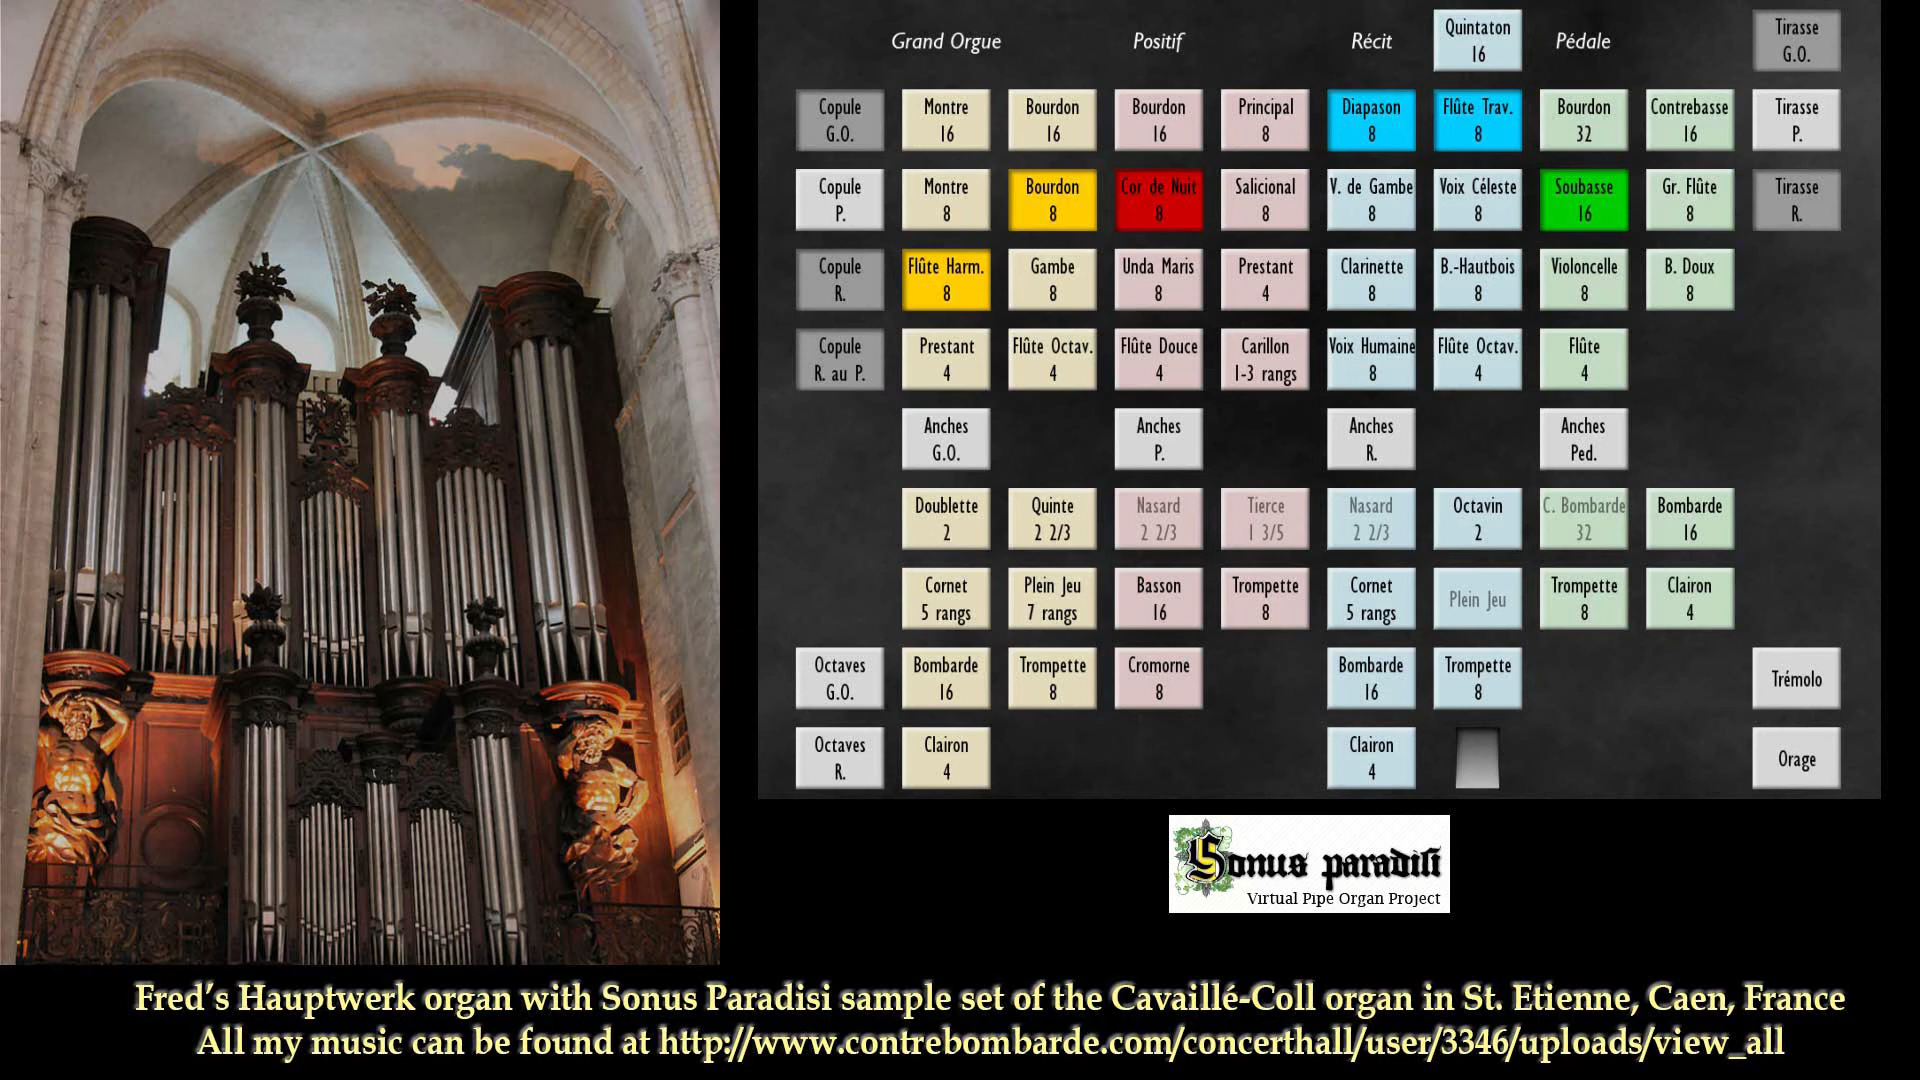 Grand Orgue
Positif
Récit
Quintaton
16
Pédale
Tirasse
G.O.
Copule
G.O.
Montre
16
Bourdon
16
Bourdon
16
Principal
8
Diapason
8
Flûte Trav.
8
Bourdon
32
Contrebasse
16
Tirasse
P.
Copule
P.
Montre
8
Bourdon
8
Cor de Nuit
8
Salicional
8
V. de Gambe
8
Voix Céleste
8
Soubasse
16
Gr. Flûte
8
Tirasse
R.
Copule
R.
Flûte Harm.
8
Gambe
8
Unda Maris
8
Prestant
4
Clarinette
8
B.-Hautbois
8
Violoncelle
8
B. Doux
8
Copule
R. au P.
Prestant
4
Flûte Octav.
4
Flûte Douce
4
Carillon
1-3 rangs
Voix Humaine
8
Flûte Octav.
4
Flûte
4
Anches
G.O.
Anches
P.
Anches
R.
Anches
Ped.
Doublette
2
Quinte
2 2/3
Nasard
2 2/3
Tierce
1 3/5
Nasard
2 2/3
Octavin
2
C. Bombarde
32
Bombarde
16
Cornet
5 rangs
Plein Jeu
7 rangs
Basson
16
Trompette
8
Cornet
5 rangs
Plein Jeu
Trompette
8
Clairon
4
Octaves
G.O.
Bombarde
16
Trompette
8
Cromorne
8
Bombarde
16
Trompette
8
Trémolo
Octaves
R.
Clairon
4
Clairon
4
Orage
Sonus paradisi
Virtual Pipe Organ Project
Fred's Hauptwerk organ with Sonus Paradisi sample set of the Cavaillé-Coll organ in St. Etienne, Caen, France
All my music can be found at http://www.contrebombarde.com/concerthall/user/3346/uploads/view_all